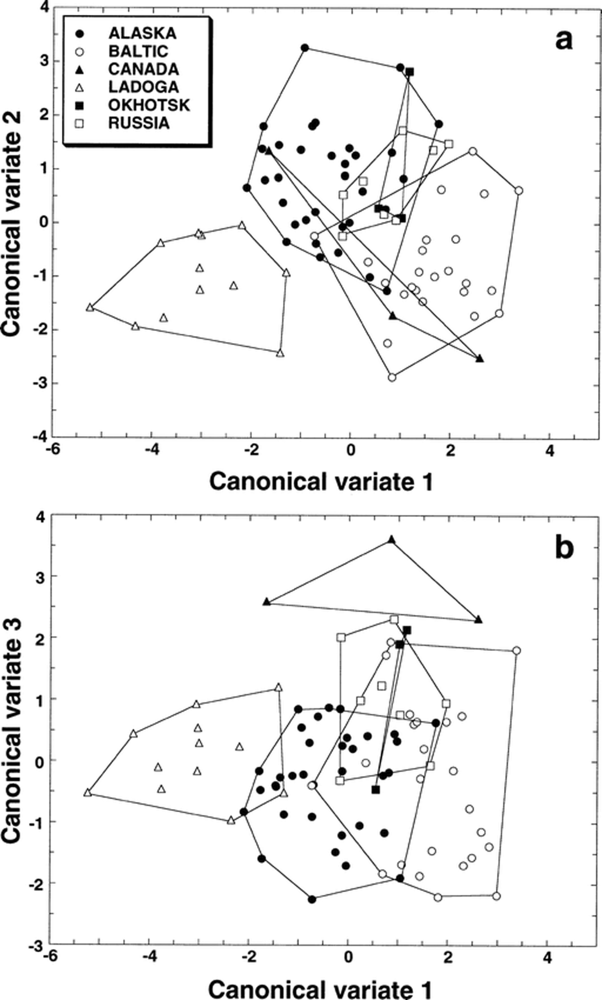 4
a
ALASKA
BALTIC
CANADA
LADOGA
OKHOTSK
RUSSIA
3
2
1
0
-1
-2
-3
-4
Canonical variate 2
-6 -4 -2 0 2 4
Canonical variate 1
4
b
3
2
1
0
-1
-2
-3
Canonical variate 3
-6 -4 -2 0 2 4
Canonical variate 1